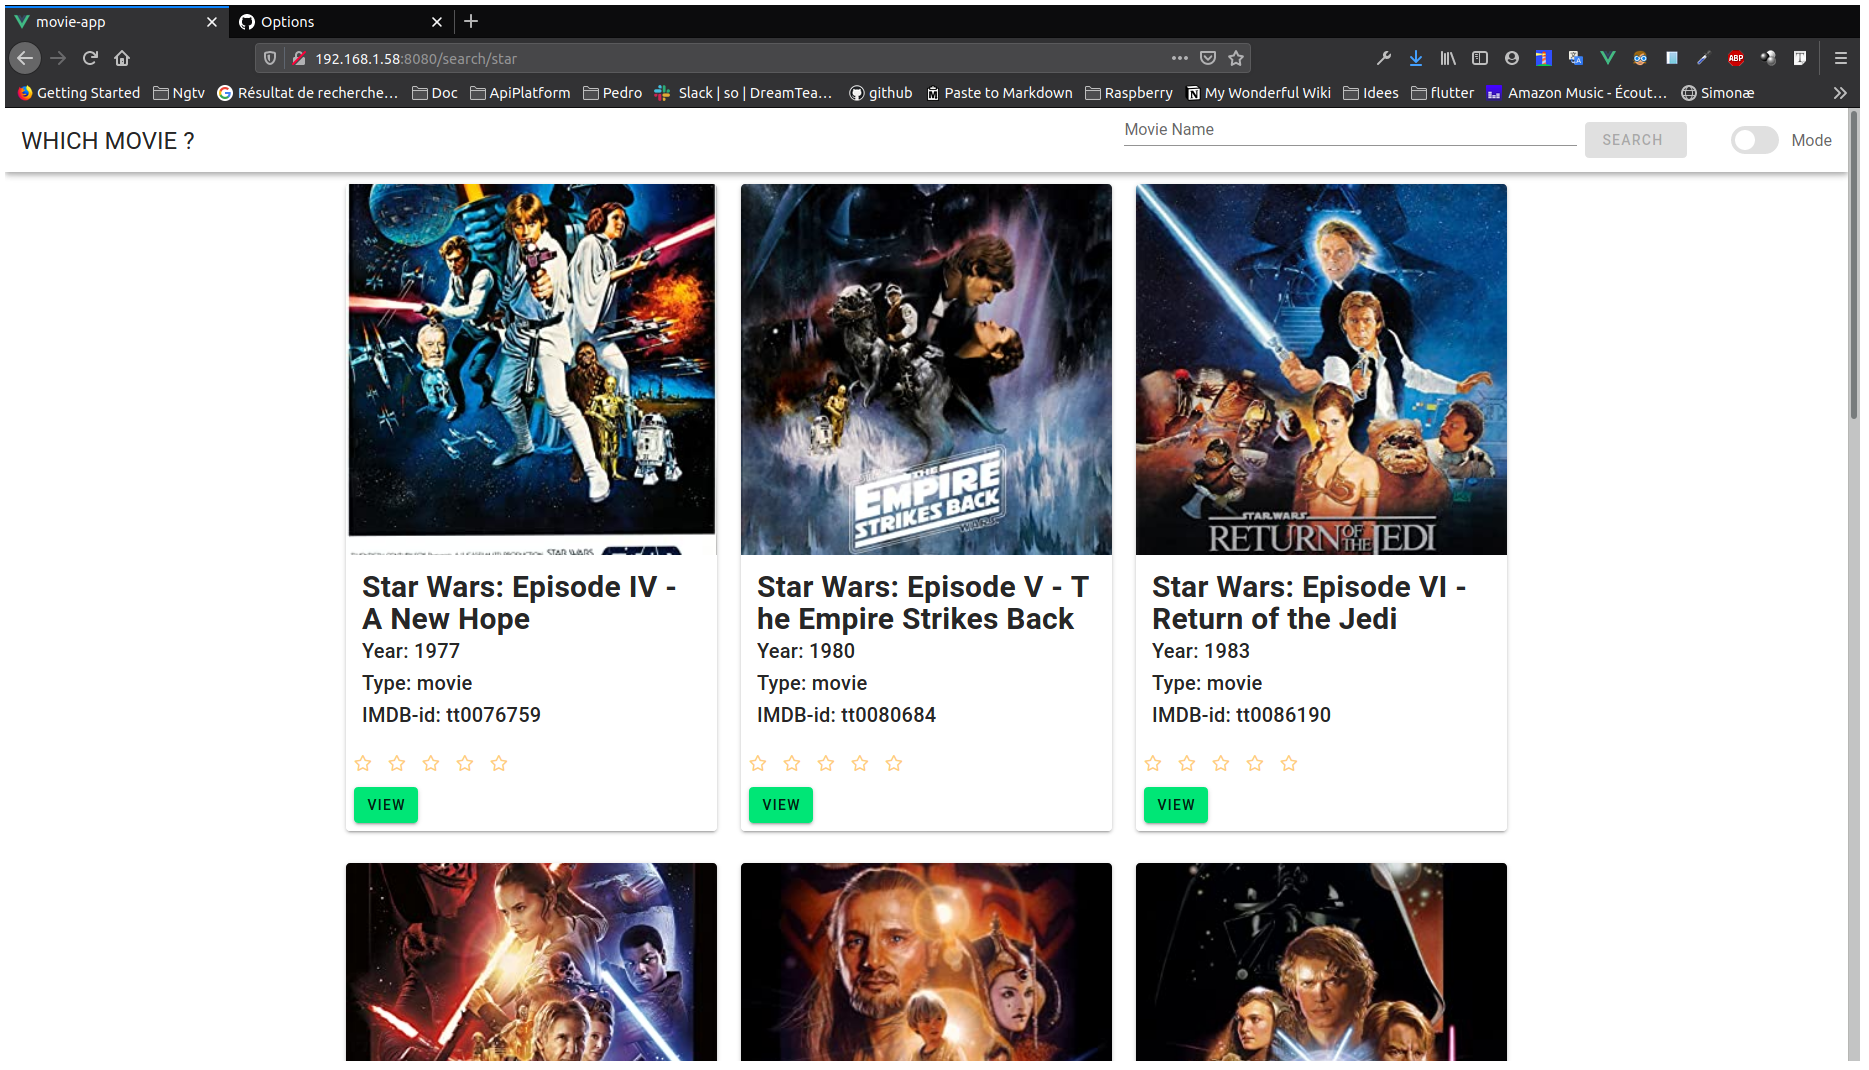 movie-app
Options
192.168.1.58:8080/search/star
Getting Started
Ngtv
Résultat de recherche...
Doc
ApiPlatform
Pedro
Slack | so | DreamTea...
github
Paste to Markdown
Raspberry
My Wonderful Wiki
Idees
flutter
Amazon Music - Écout...
Simonæ
WHICH MOVIE ?
Movie Name
SEARCH
Mode
ABP
STAR WARS
THE
EMPIRE
STRIKES BACK
WARS
STAR WARS
RETURN OF THE JEDI
Star Wars: Episode IV -
A New Hope
Year: 1977
Type: movie
IMDB-id: tt0076759
VIEW
Star Wars: Episode V - T
he Empire Strikes Back
Year: 1980
Type: movie
IMDB-id: tt0080684
VIEW
Star Wars: Episode VI -
Return of the Jedi
Year: 1983
Type: movie
IMDB-id: tt0086190
VIEW